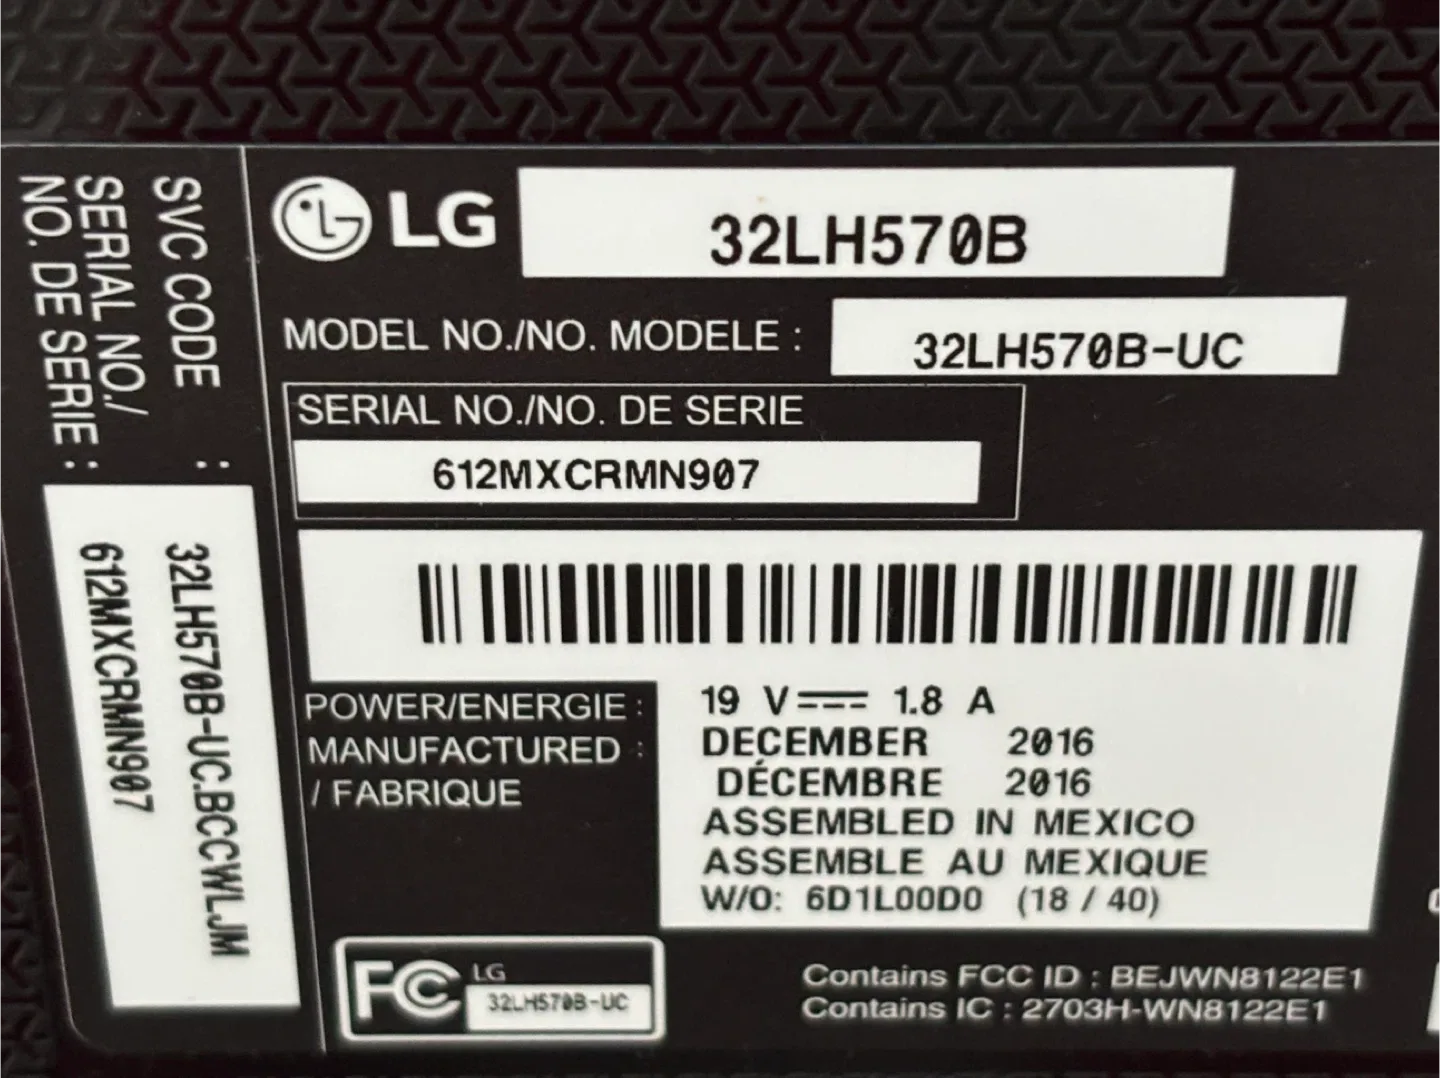 LG 32LH570B
MODEL NO./NO. MODELE : 32LH570B-UC
SERIAL NO./NO. DE SERIE
612MXCRMN907
POWER/ENERGIE : 19 V 1.8 A
MANUFACTURED : DECEMBER 2016
/ FABRIQUE DÉCEMBRE 2016
ASSEMBLED IN MEXICO
ASSEMBLE AU MEXIQUE
W/O: 6D1L00D0 (18 / 40)
FC LG
32LH570B-UC
Contains FCC ID : BEJWN8122E1
Contains IC : 2703H-WN8122E1
SVC CODE : 32LH570B-UC.BCCWLJM
SERIAL NO./
NO. DE SERIE : 612MXCRMN907